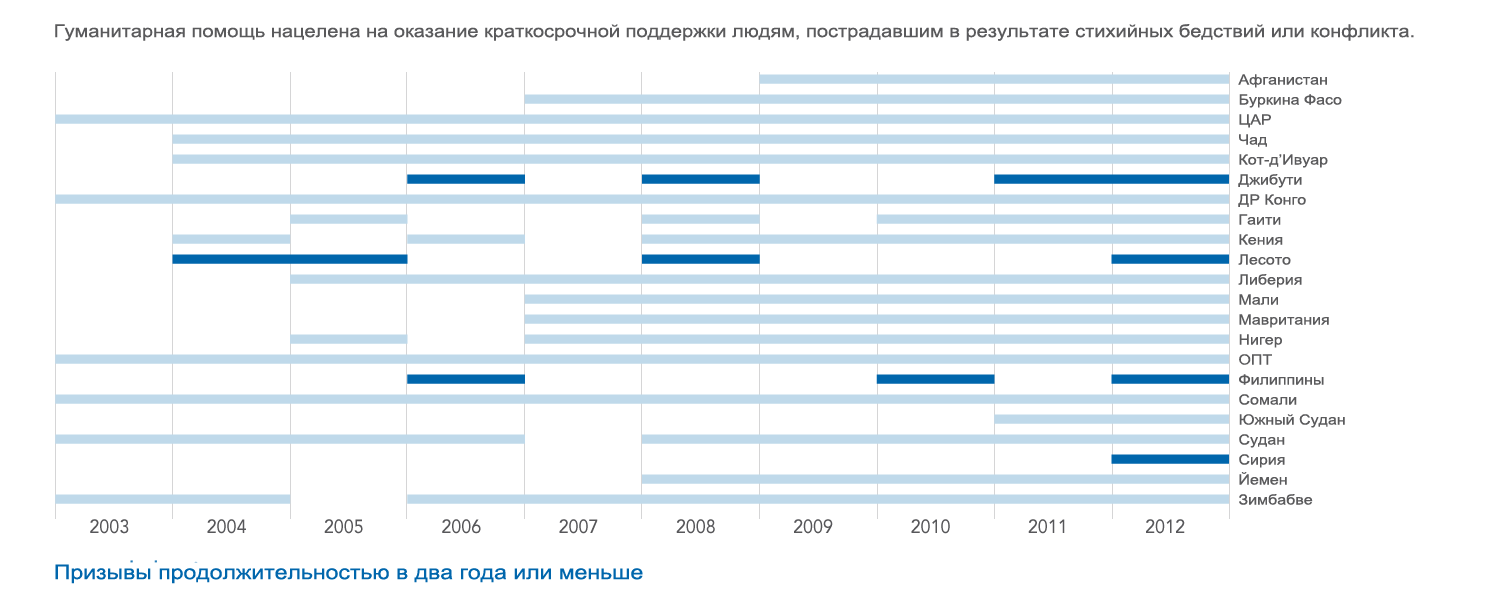 Гуманитарная помощь нацелена на оказание краткосрочной поддержки людям, пострадавшим в результате стихийных бедствий или конфликта.
Афганистан
Буркина Фасо
ЦАР
Чад
Кот-д'Ивуар
Джибути
ДР Конго
Гаити
Кения
Лесото
Либерия
Мали
Мавритания
Нигер
ОПТ
Филиппины
Сомали
Южный Судан
Судан
Сирия
Йемен
Зимбабве
2003 2004 2005 2006 2007 2008 2009 2010 2011 2012
Призывы продолжительностью в два года или меньше